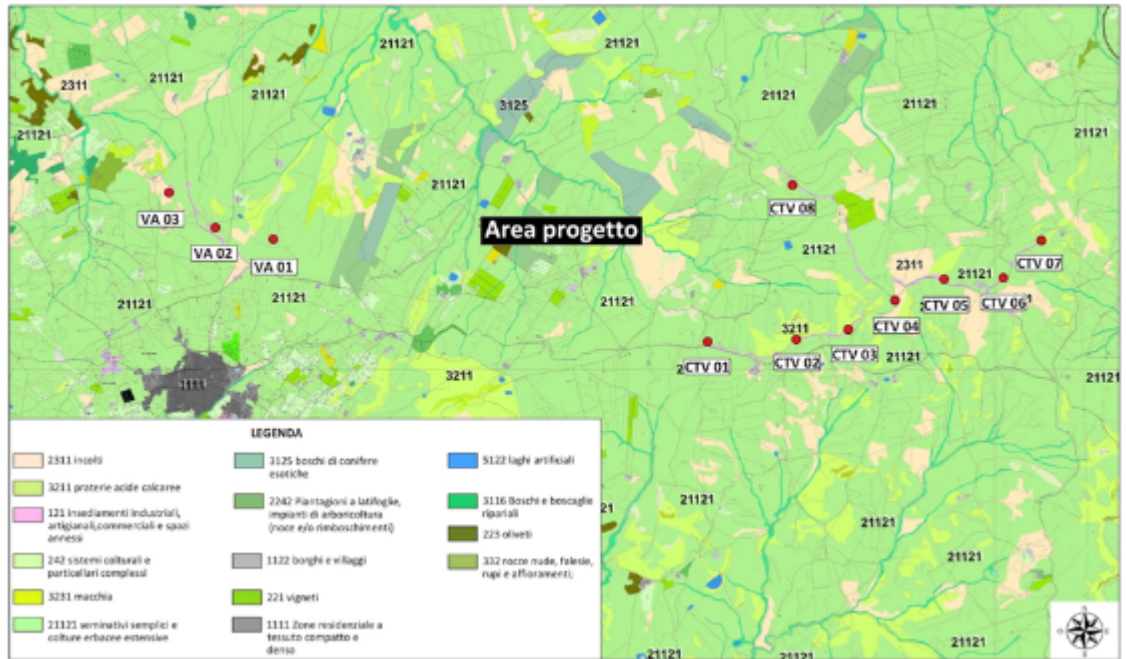 21121
21121
21121
2311
21121
21121
21121
3125
21121
21121
21121
21121
21121
VA 03
VA 02
VA 01
Area progetto
CTV 08
21121
2311
21121
CTV 07
CTV 06
CTV 05
CTV 04
21121
21121
21121
3211
CTV 03
CTV 02
CTV 01
21121
21121
3211
1111
LEGENDA
2311 incolti
3211 praterie acide calcaree
121 insediamenti industriali,
artigianali,commerciali e spazi
annessi
242 sistemi colturali e
particellari complessi
3231 macchia
21121 seminativi semplici e
colture erbacee estensive
3125 boschi di conifere
esotiche
2242 Piantagioni a latifoglie,
impianti di arboricoltura
(noce e/o rimboschimenti)
1122 borghi e villaggi
221 vigneti
1111 Zone residenziale a
tessuto compatto e
denso
5122 laghi artificiali
3116 Boschi e boscaglie
ripariali
223 oliveti
332 rocce nude, falesie,
rupi e affioramenti;
21121
21121
21121
21121
21121
21121
21121
21121
21121